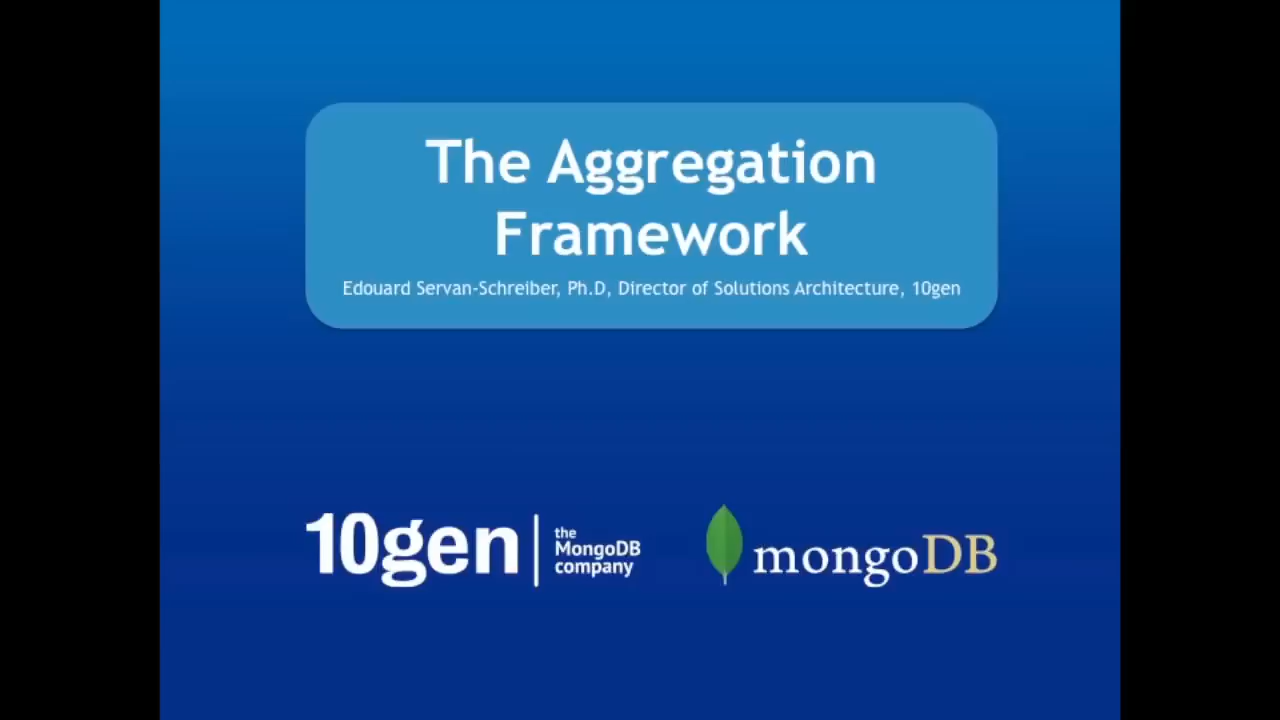 The Aggregation
Framework
Edouard Servan-Schreiber, Ph.D, Director of Solutions Architecture, 10gen
10gen
the
MongoDB
company
mongoDB